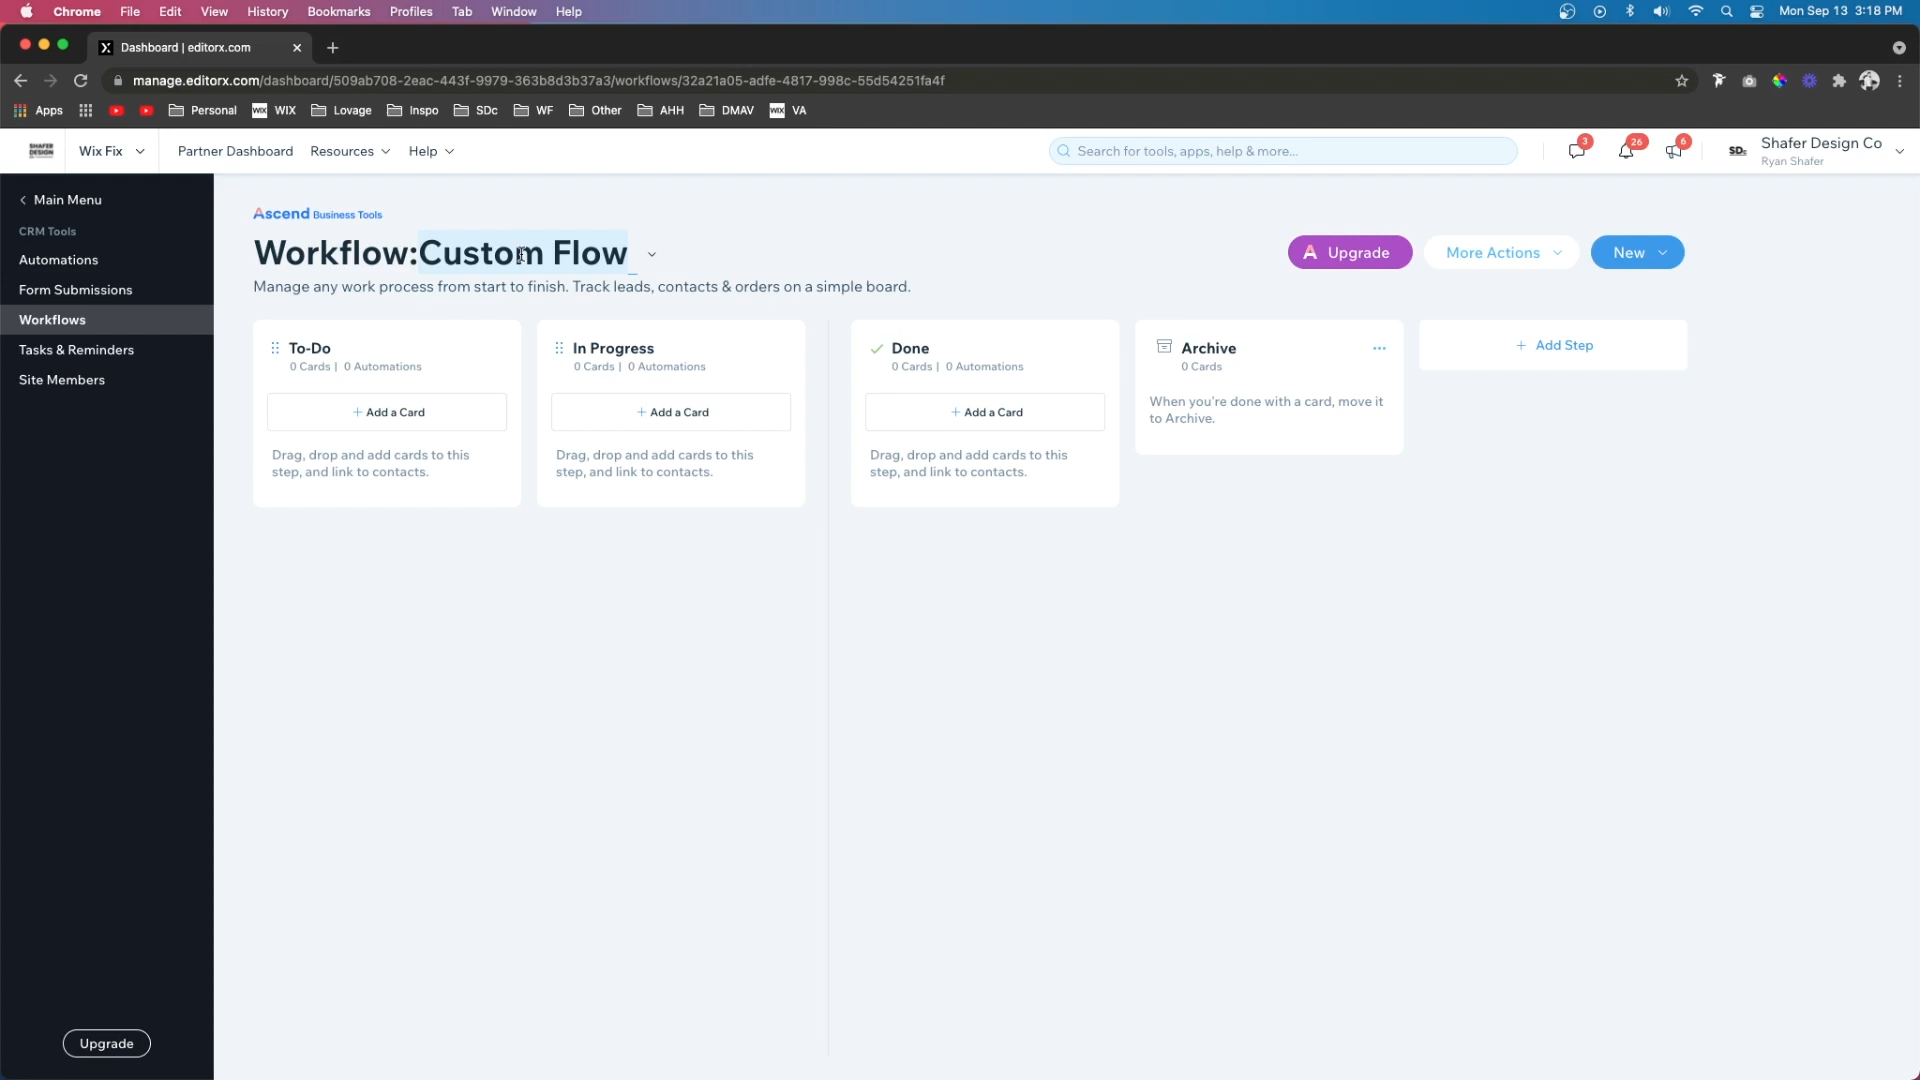 Chrome File Edit View History Bookmarks Profiles Tab Window Help Mon Sep 13 3:18 PM
Dashboard | editorx.com
manage.editorx.com/dashboard/509ab708-2eac-443f-9979-363b8d3b37a3/workflows/32a21a05-adfe-4817-998c-55d54251fa4f
Apps Personal WIX WIX Lovage Inspo SDc WF Other AHH DMAV WIX VA
SHAFER DESIGN Wix Fix Partner Dashboard Resources Help Search for tools, apps, help & more... 3 26 6 SDc Shafer Design Co
Ryan Shafer
Main Menu
CRM Tools
Automations
Form Submissions
Workflows
Tasks & Reminders
Site Members
Upgrade
Ascend Business Tools
Workflow:Custom Flow
Manage any work process from start to finish. Track leads, contacts & orders on a simple board.
A Upgrade More Actions New
To-Do
0 Cards | 0 Automations
+ Add a Card
Drag, drop and add cards to this
step, and link to contacts.
In Progress
0 Cards | 0 Automations
+ Add a Card
Drag, drop and add cards to this
step, and link to contacts.
Done
0 Cards | 0 Automations
+ Add a Card
Drag, drop and add cards to this
step, and link to contacts.
Archive
0 Cards
When you're done with a card, move it
to Archive.
+ Add Step